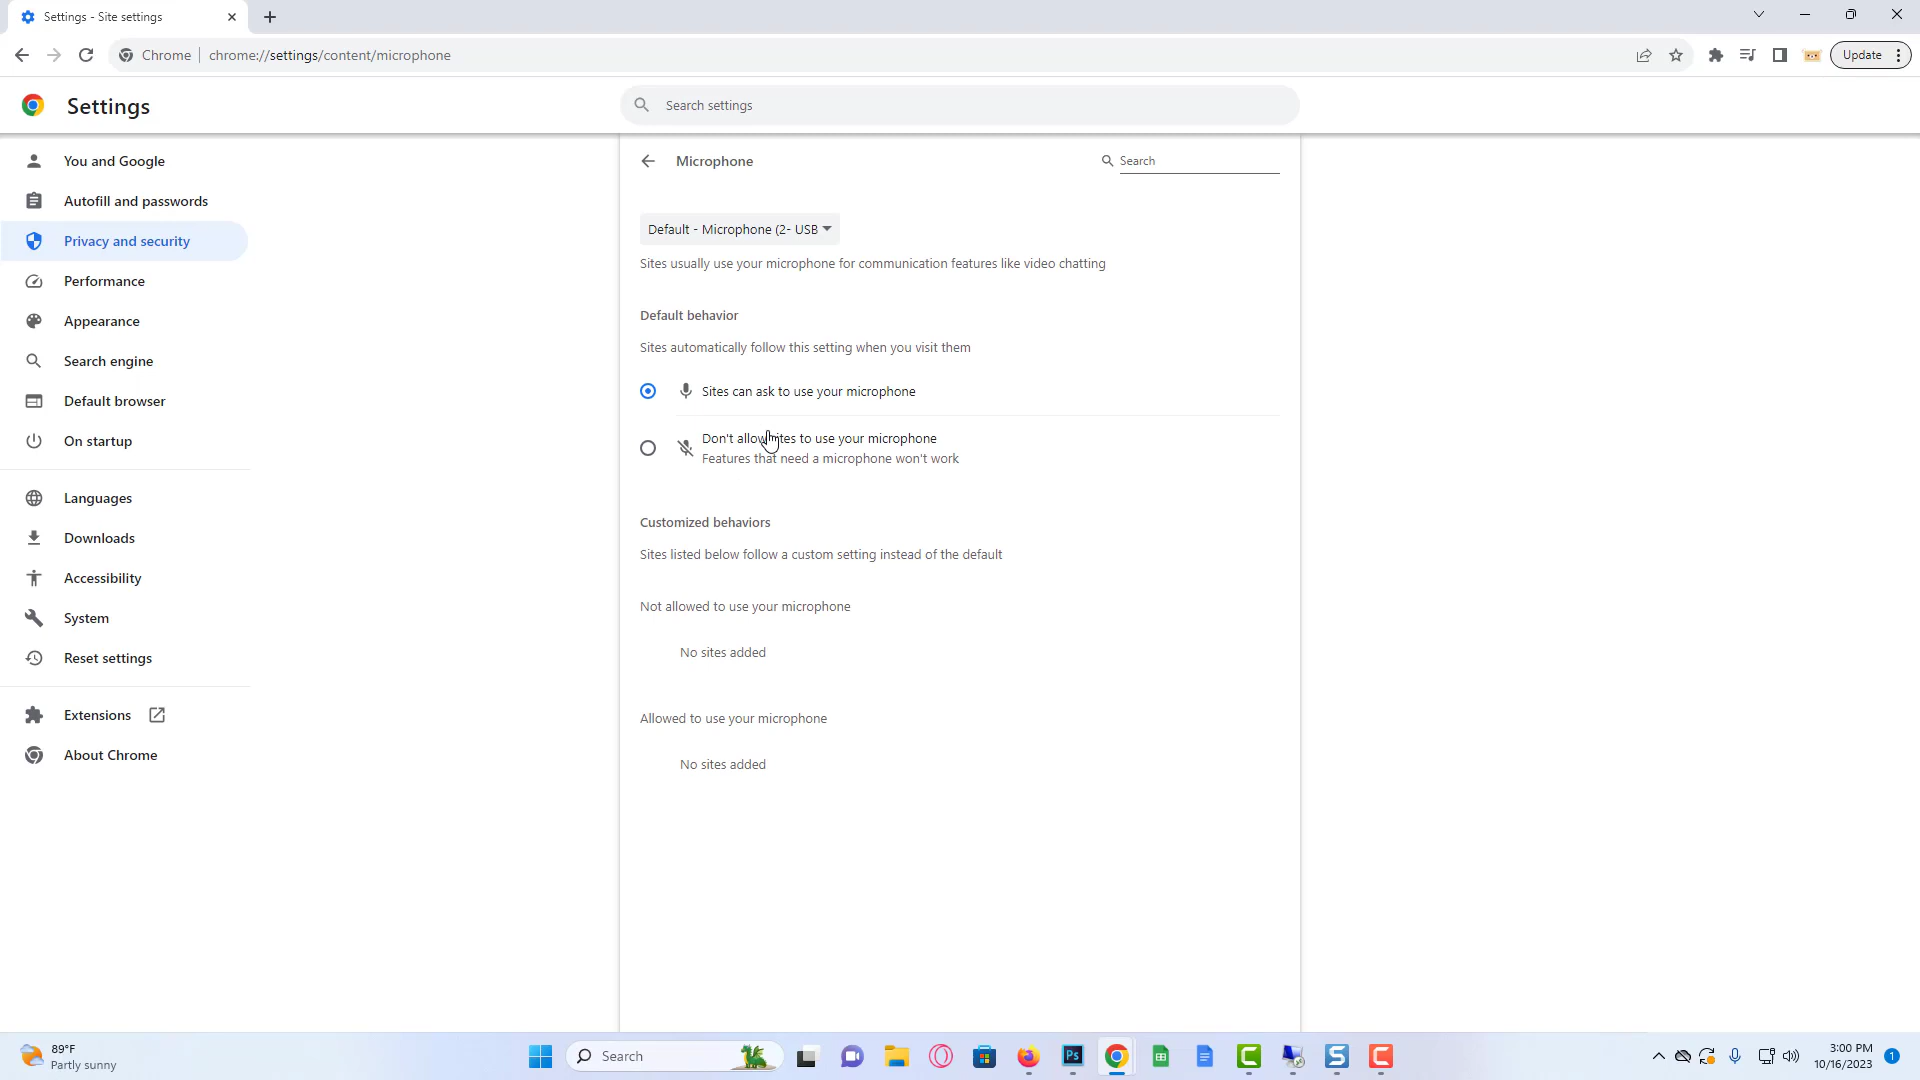 Settings - Site settings
Chrome
chrome://settings/content/microphone
Update
Settings
Search settings
You and Google
Autofill and passwords
Privacy and security
Performance
Appearance
Search engine
Default browser
On startup
Languages
Downloads
Accessibility
System
Reset settings
Extensions
About Chrome
Microphone
Search
Default - Microphone (2- USB
Sites usually use your microphone for communication features like video chatting
Default behavior
Sites automatically follow this setting when you visit them
Sites can ask to use your microphone
Don't allow sites to use your microphone
Features that need a microphone won't work
Customized behaviors
Sites listed below follow a custom setting instead of the default
Not allowed to use your microphone
No sites added
Allowed to use your microphone
No sites added
89°F
Partly sunny
Search
Ps
C
S
C
3:00 PM
10/16/2023
1